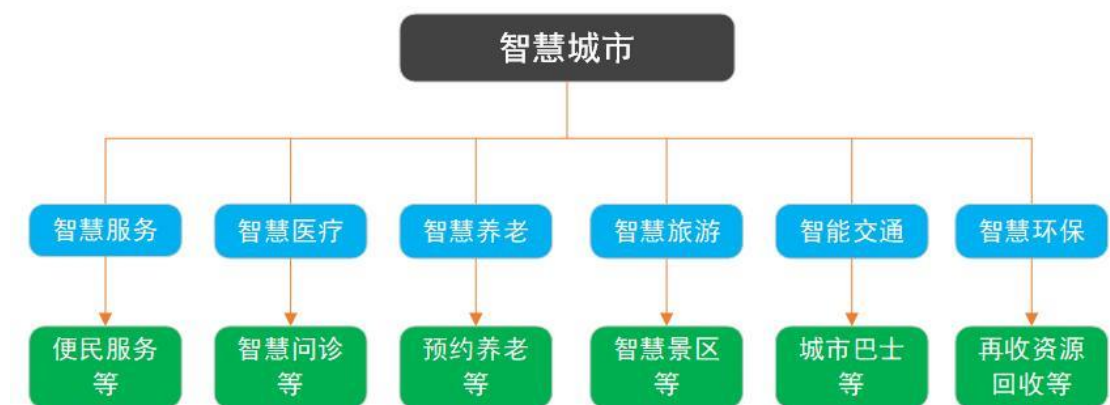 智慧城市
智慧服务
智慧医疗
智慧养老
智慧旅游
智能交通
智慧环保
便民服务
等
智慧问诊
等
预约养老
等
智慧景区
等
城市巴士
等
再收资源
回收等